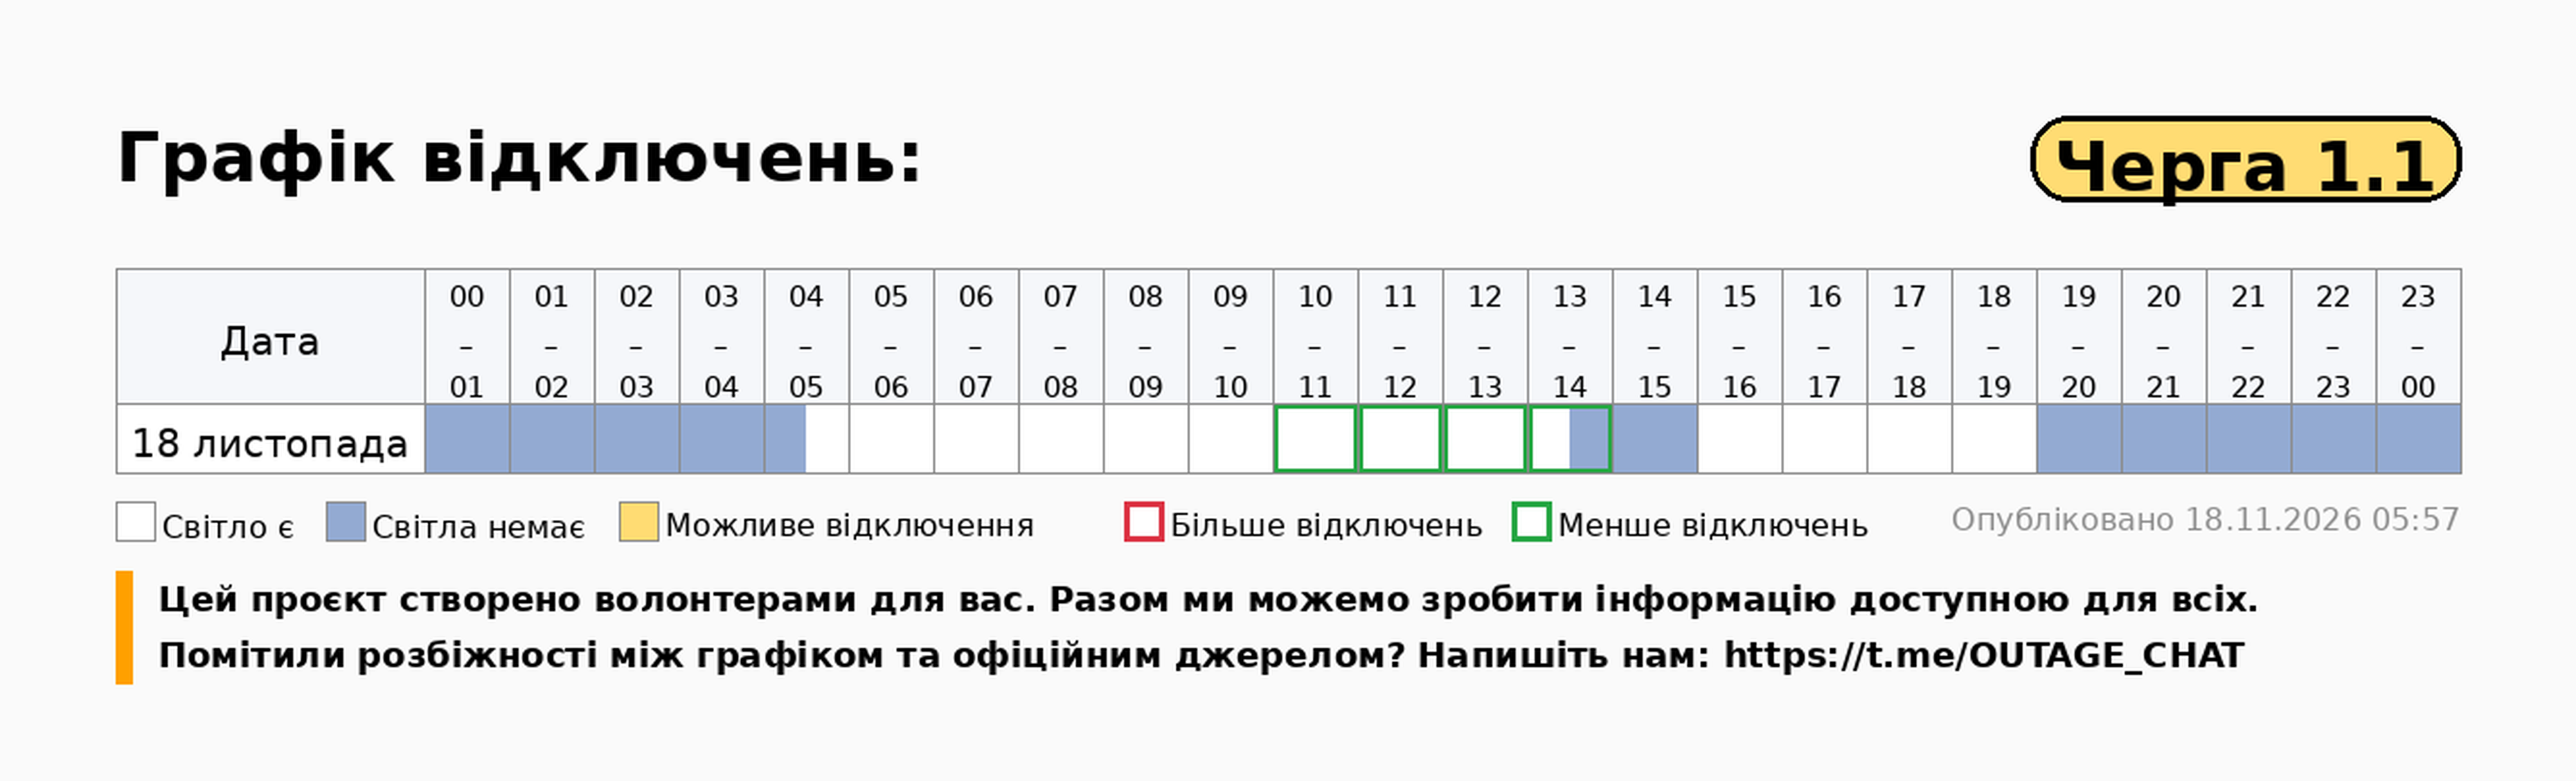 Графік відключень:
Черга 1.1
Дата
00 – 01
01 – 02
02 – 03
03 – 04
04 – 05
05 – 06
06 – 07
07 – 08
08 – 09
09 – 10
10 – 11
11 – 12
12 – 13
13 – 14
14 – 15
15 – 16
16 – 17
17 – 18
18 – 19
19 – 20
20 – 21
21 – 22
22 – 23
23 – 00
18 листопада
Світло є
Світла немає
Можливе відключення
Більше відключень
Менше відключень
Опубліковано 18.11.2026 05:57
Цей проєкт створено волонтерами для вас. Разом ми можемо зробити інформацію доступною для всіх.
Помітили розбіжності між графіком та офіційним джерелом? Напишіть нам: https://t.me/OUTAGE_CHAT